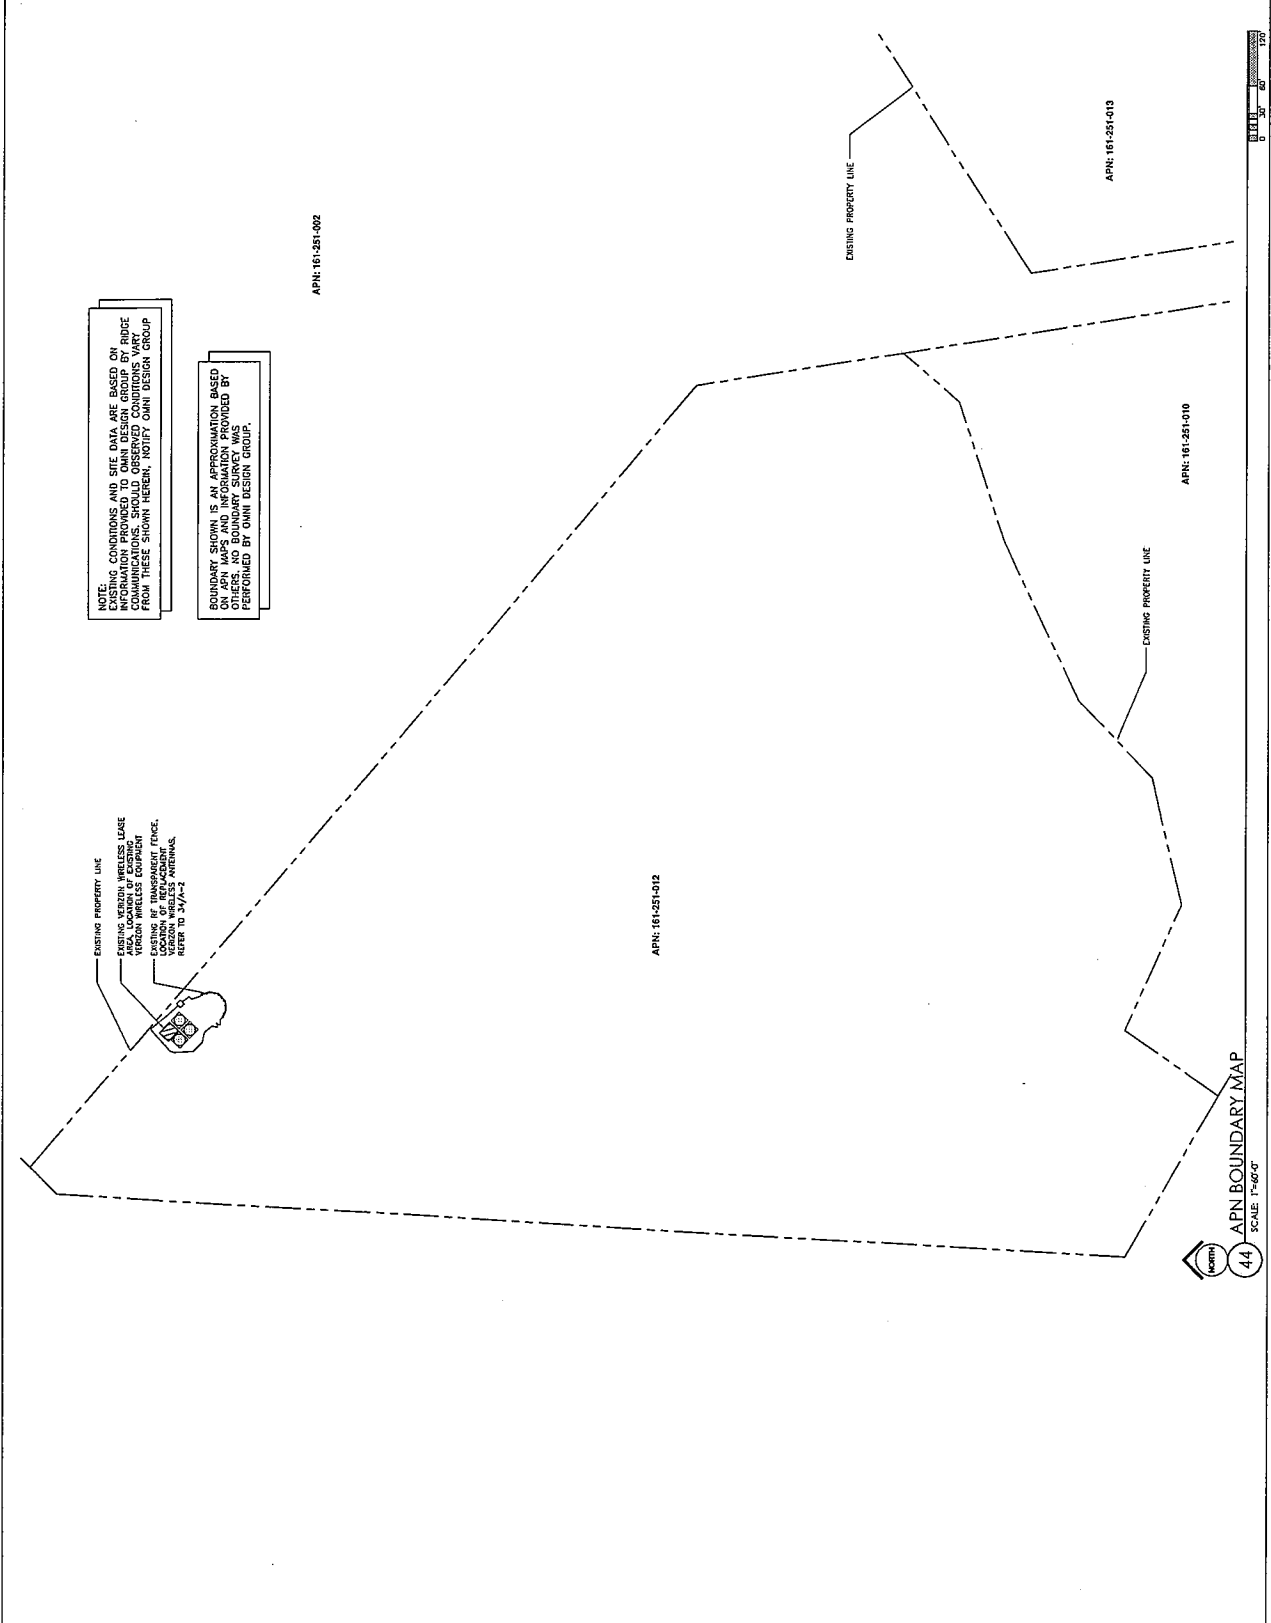 NOTE:
EXISTING CONDITIONS AND SITE DATA ARE BASED ON
INFORMATION PROVIDED TO OMNI DESIGN GROUP BY RIDGE
COMMUNICATIONS. SHOULD OBSERVED CONDITIONS VARY
FROM THESE SHOWN HEREIN, NOTIFY OMNI DESIGN GROUP
BOUNDARY SHOWN IS AN APPROXIMATION BASED
ON APN MAPS AND INFORMATION PROVIDED BY
OTHERS. NO BOUNDARY SURVEY WAS
PERFORMED BY OMNI DESIGN GROUP.
APN: 161-251-002
EXISTING PROPERTY LINE
EXISTING VERIZON WIRELESS LEASE
AREA, LOCATION OF EXISTING
VERIZON WIRELESS EQUIPMENT
EXISTING RF TRANSPARENT FENCE,
LOCATION OF REPLACEMENT
VERIZON WIRELESS ANTENNAS,
REFER TO 34/A-2
APN: 161-251-012
EXISTING PROPERTY LINE
APN: 161-251-013
APN: 161-251-010
EXISTING PROPERTY LINE
NORTH
44
APN BOUNDARY MAP
SCALE: 1"=60'-0"
0 30' 60' 120'